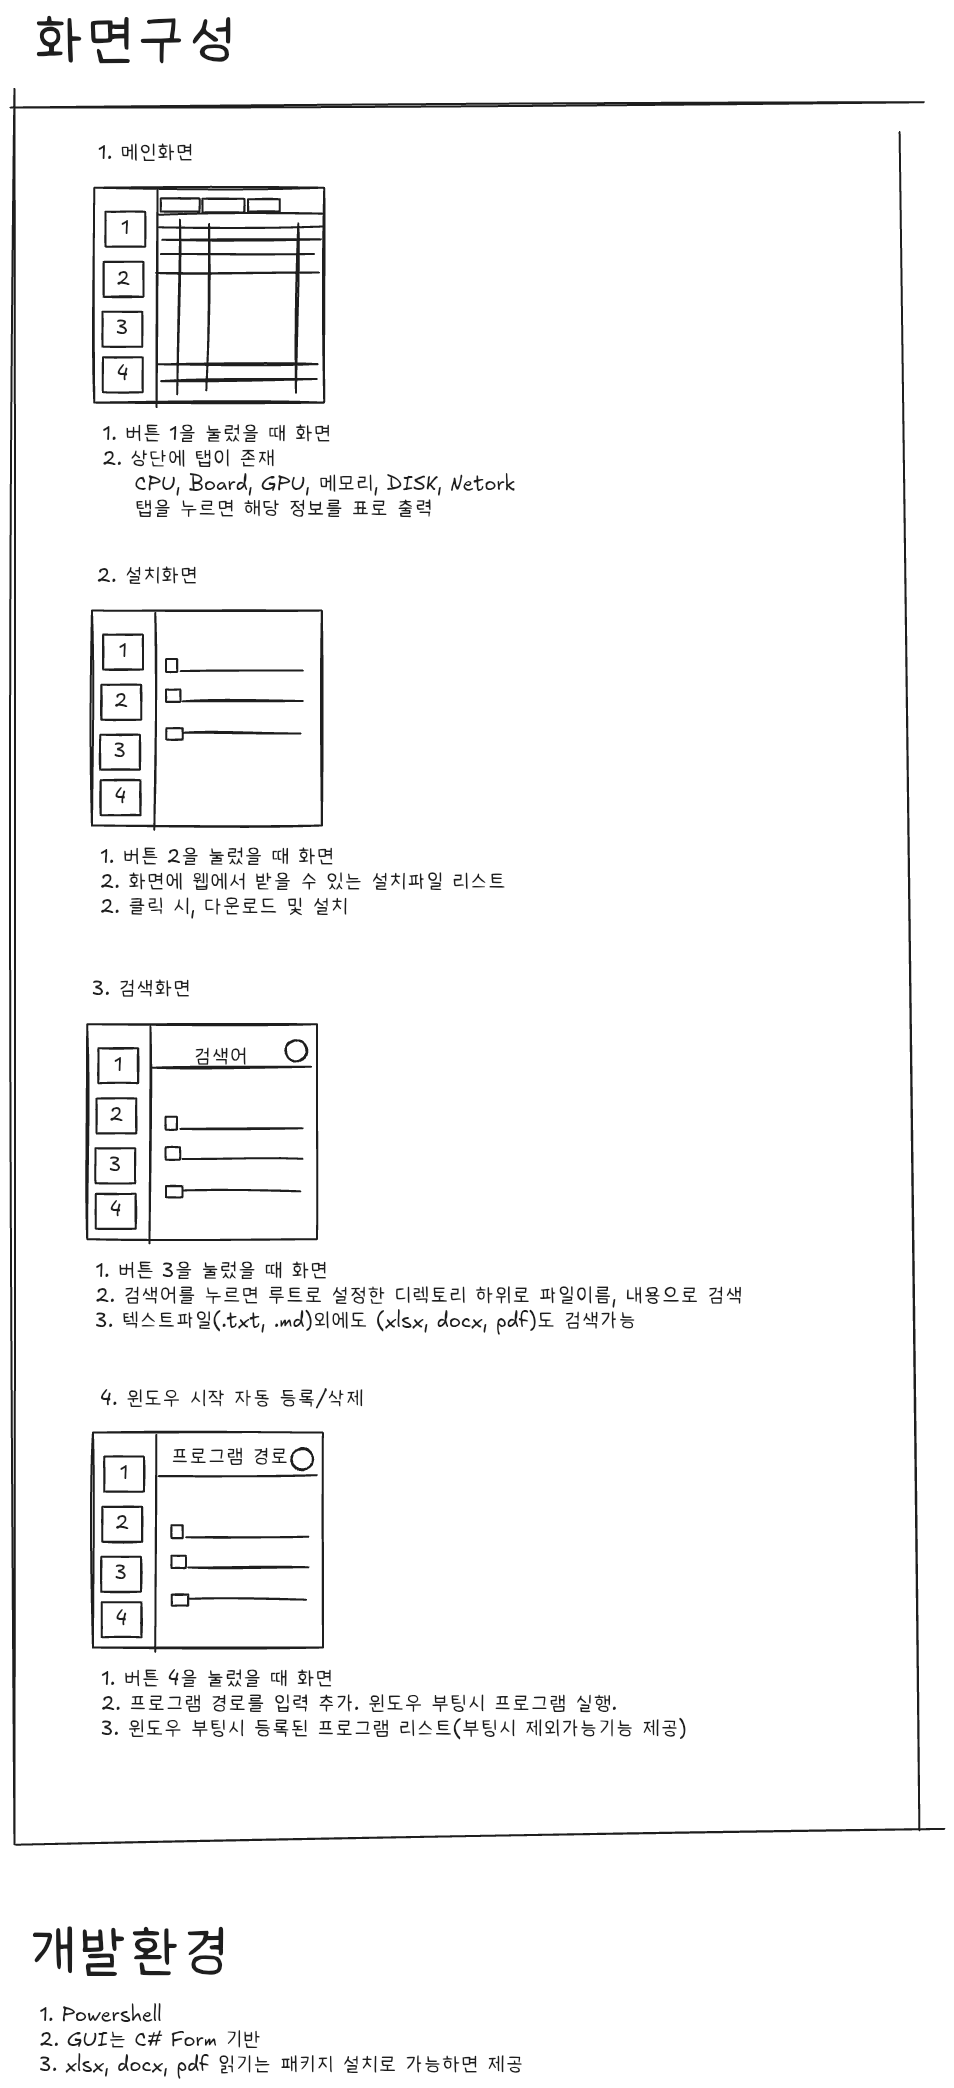 화면구성
1. 메인화면
1
2
3
4
1. 버튼 1을 눌렀을 때 화면
2. 상단에 탭이 존재
CPU, Board, GPU, 메모리, DISK, Netork
탭을 누르면 해당 정보를 표로 출력
2. 설치화면
1
2
3
4
1. 버튼 2을 눌렀을 때 화면
2. 화면에 웹에서 받을 수 있는 설치파일 리스트
2. 클릭 시, 다운로드 및 설치
3. 검색화면
검색어
1
2
3
4
1. 버튼 3을 눌렀을 때 화면
2. 검색어를 누르면 루트로 설정한 디렉토리 하위로 파일이름, 내용으로 검색
3. 텍스트파일(.txt, .md)외에도 (xlsx, docx, pdf)도 검색가능
4. 윈도우 시작 자동 등록/삭제
프로그램 경로
1
2
3
4
1. 버튼 4을 눌렀을 때 화면
2. 프로그램 경로를 입력 추가. 윈도우 부팅시 프로그램 실행.
3. 윈도우 부팅시 등록된 프로그램 리스트(부팅시 제외가능기능 제공)
개발환경
1. Powershell
2. GUI는 C# Form 기반
3. xlsx, docx, pdf 읽기는 패키지 설치로 가능하면 제공